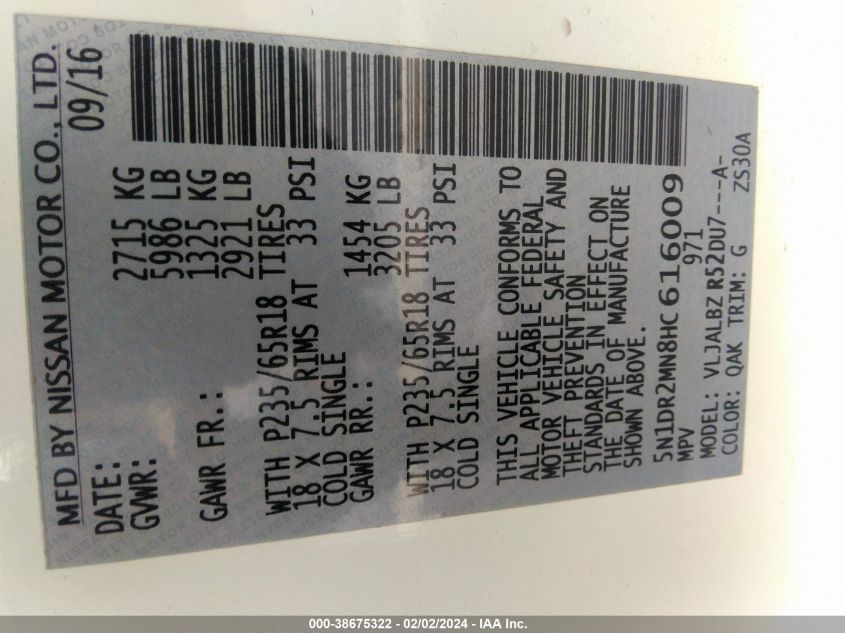 MFD BY NISSAN MOTOR CO., LTD.
DATE: 09/16
GVWR: 2715 KG
5986 LB
GAWR FR.: 1325 KG
2921 LB
WITH P235/65R18 TIRES
18 X 7.5 RIMS AT 33 PSI
COLD SINGLE
GAWR RR.: 1454 KG
3205 LB
WITH P235/65R18 TIRES
18 X 7.5 RIMS AT 33 PSI
COLD SINGLE
THIS VEHICLE CONFORMS TO
ALL APPLICABLE FEDERAL
MOTOR VEHICLE SAFETY AND
THEFT PREVENTION
STANDARDS IN EFFECT ON
THE DATE OF MANUFACTURE
SHOWN ABOVE.
5N1DR2MN8HC616009
MPV 971
MODEL: VLJALBZ R52DU7---A-
COLOR: QAK TRIM: G ZS30A
000-38675322 - 02/02/2024 - IAA Inc.